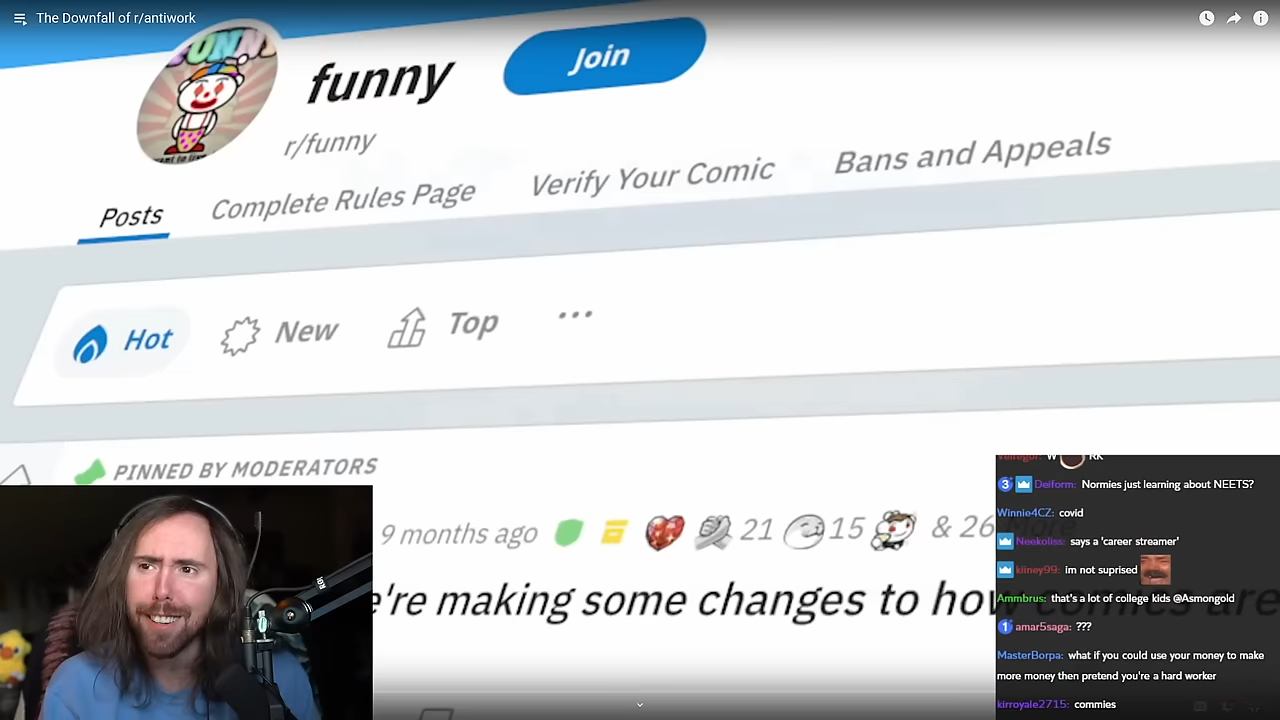 The Downfall of r/antiwork
FUNNY
funny
Join
r/funny
Posts
Complete Rules Page
Verify Your Comic
Bans and Appeals
Hot
New
Top
PINNED BY MODERATORS
9 months ago 21 15 & 26 More
e're making some changes to how comics are
Deiform: Normies just learning about NEETS?
Winnie4CZ: covid
Neekoliss: says a 'career streamer'
kiiney99: im not suprised
Ammbrus: that's a lot of college kids @Asmongold
amar5saga: ???
MasterBorpa: what if you could use your money to make
more money then pretend you're a hard worker
kirroyale2715: commies